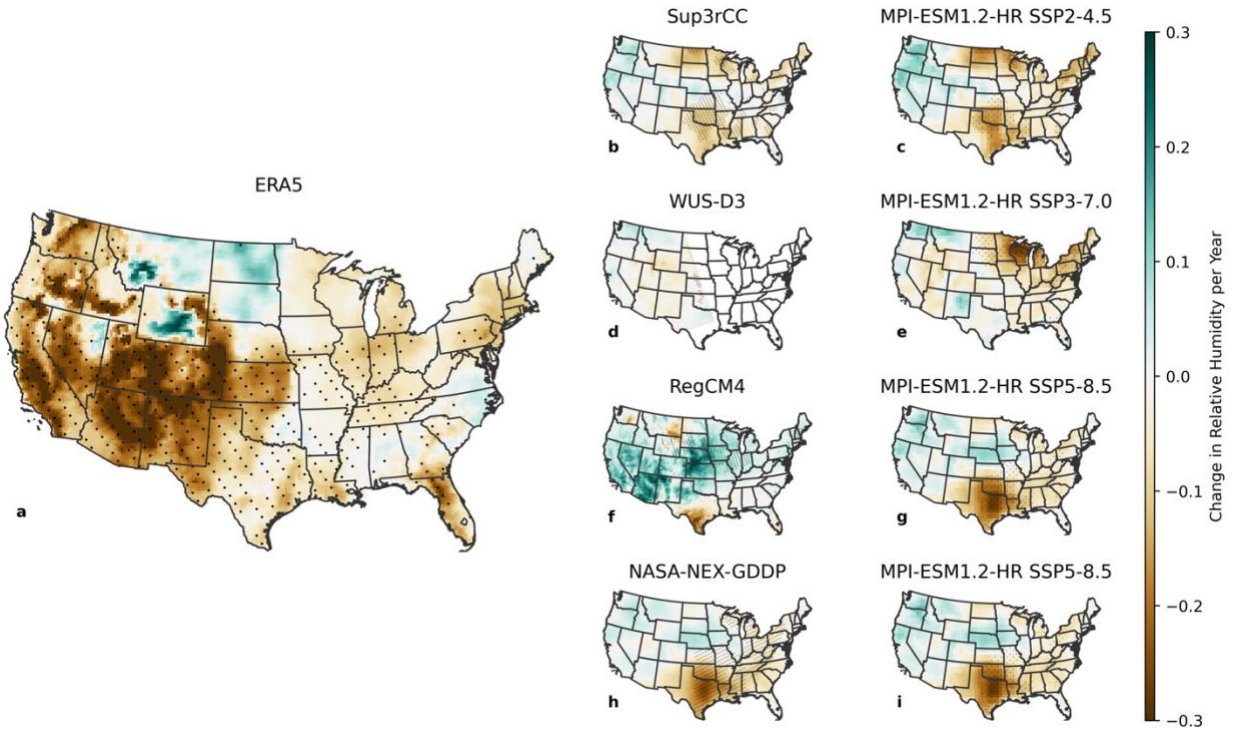 ERA5
a
Sup3rCC
b
MPI-ESM1.2-HR SSP2-4.5
c
WUS-D3
d
MPI-ESM1.2-HR SSP3-7.0
e
RegCM4
f
MPI-ESM1.2-HR SSP5-8.5
g
NASA-NEX-GDDP
h
MPI-ESM1.2-HR SSP5-8.5
i
0.3
0.2
0.1
0.0
−0.1
−0.2
−0.3
Change in Relative Humidity per Year